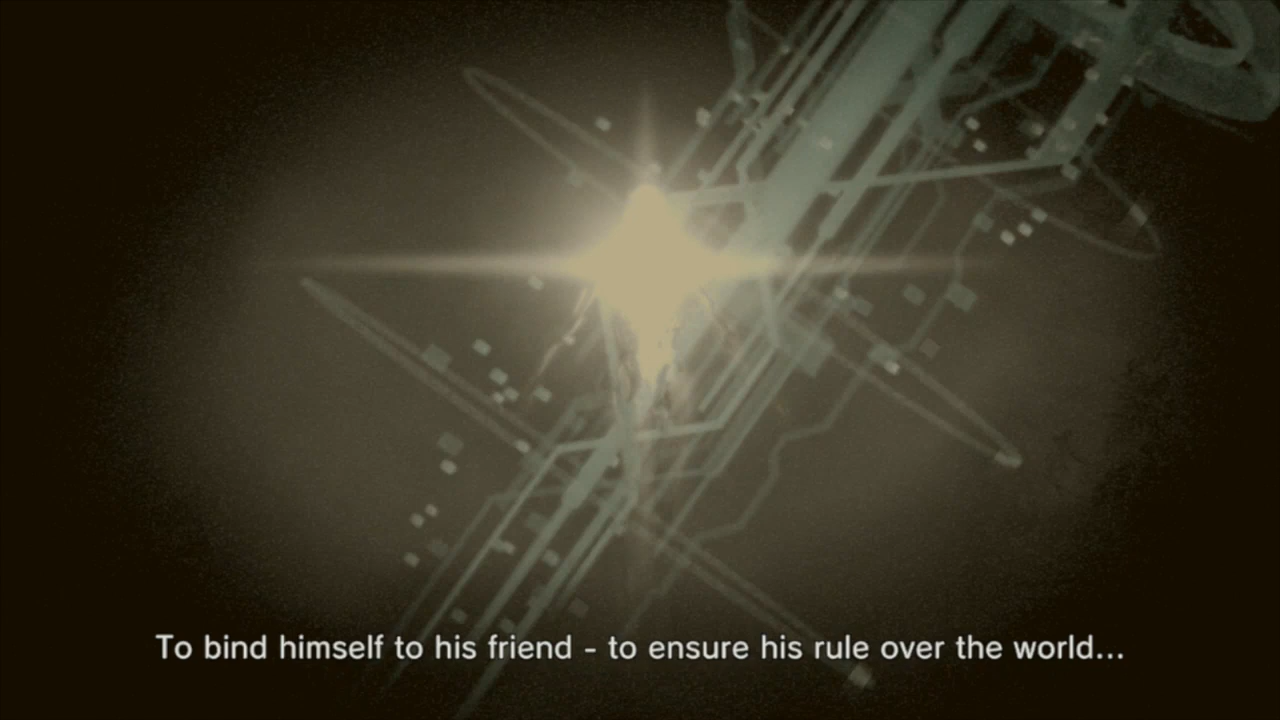 To bind himself to his friend - to ensure his rule over the world...